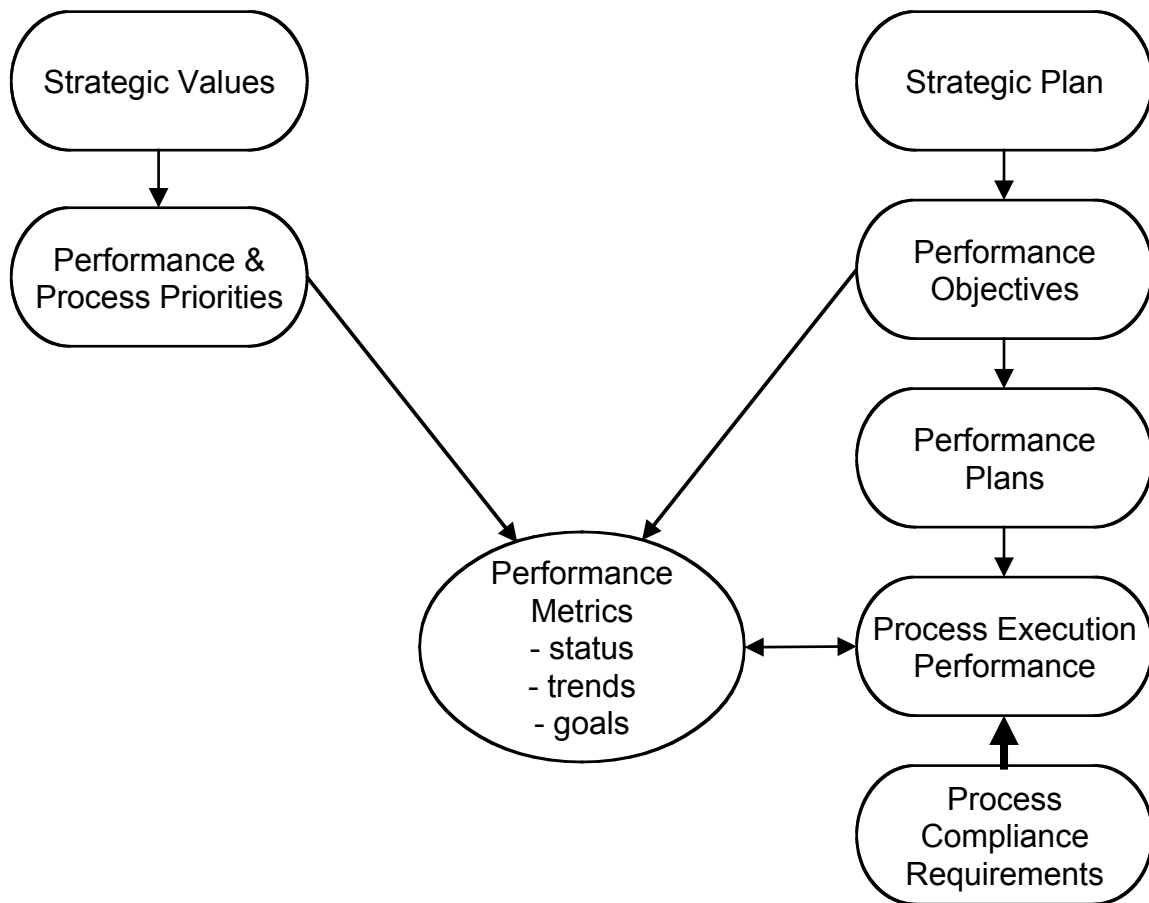 Strategic Values
Strategic Plan
Performance &
Process Priorities
Performance
Objectives
Performance
Plans
Performance
Metrics
- status
- trends
- goals
Process Execution
Performance
Process
Compliance
Requirements